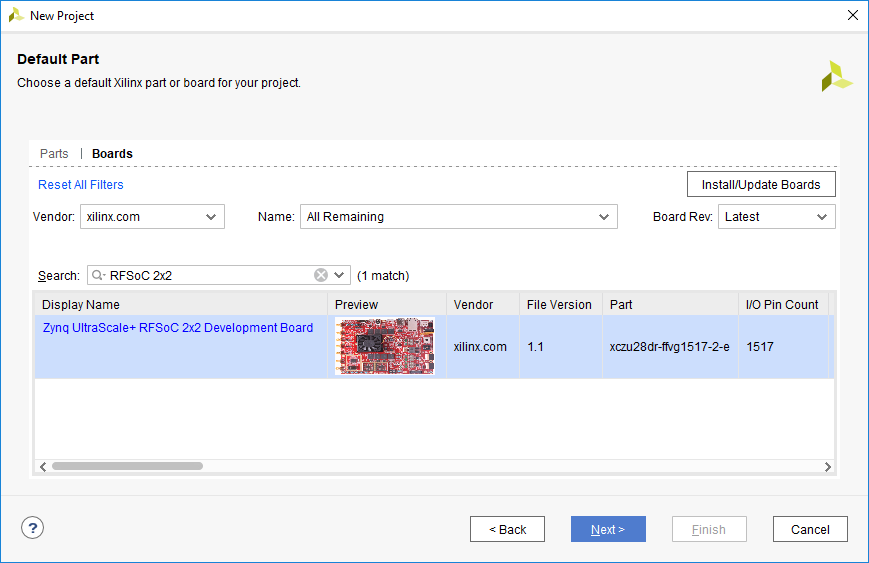 New Project
Default Part
Choose a default Xilinx part or board for your project.
Parts | Boards
Reset All Filters
Install/Update Boards
Vendor: xilinx.com Name: All Remaining Board Rev: Latest
Search: RFSoC 2x2 (1 match)
Display Name Preview Vendor File Version Part I/O Pin Count
Zynq UltraScale+ RFSoC 2x2 Development Board xilinx.com 1.1 xczu28dr-ffvg1517-2-e 1517
? < Back Next > Finish Cancel